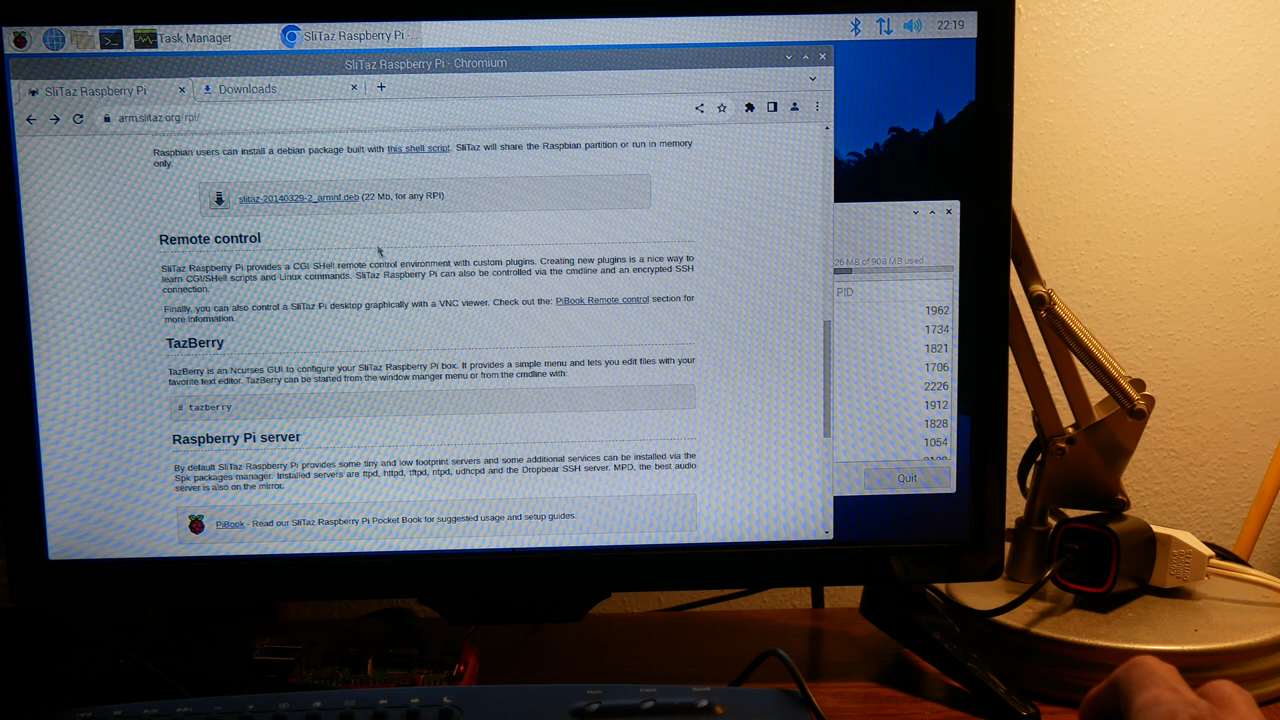 Task Manager
SliTaz Raspberry Pi -...
22:19
SliTaz Raspberry Pi - Chromium
SliTaz Raspberry Pi
Downloads
arm.slitaz.org/rpi/
Raspbian users can install a debian package built with this shell script. SliTaz will share the Raspbian partition or run in memory
only.
slitaz-20140329-2_armhf.deb (22 Mb, for any RPI)
Remote control
SliTaz Raspberry Pi provides a CGI SHell remote control environment with custom plugins. Creating new plugins is a nice way to
learn CGI/SHell scripts and Linux commands. SliTaz Raspberry Pi can also be controlled via the cmdline and an encrypted SSH
connection.
Finally, you can also control a SliTaz Pi desktop graphically with a VNC viewer. Check out the: PiBook Remote control section for
more information.
TazBerry
TazBerry is an Ncurses GUI to configure your SliTaz Raspberry Pi box. It provides a simple menu and lets you edit files with your
favorite text editor. TazBerry can be started from the window manger menu or from the cmdline with:
# tazberry
Raspberry Pi server
By default SliTaz Raspberry Pi provides some tiny and low footprint servers and some additional services can be installed via the
Spk packages manager. Installed servers are ftpd, httpd, tftpd, ntpd, udhcpd and the Dropbear SSH server. MPD, the best audio
server is also on the mirror.
PiBook - Read our SliTaz Raspberry Pi Pocket Book for suggested usage and setup guides.
26 MB of 908 MB used
PID
1962
1734
1821
1706
2226
1912
1828
1054
Quit